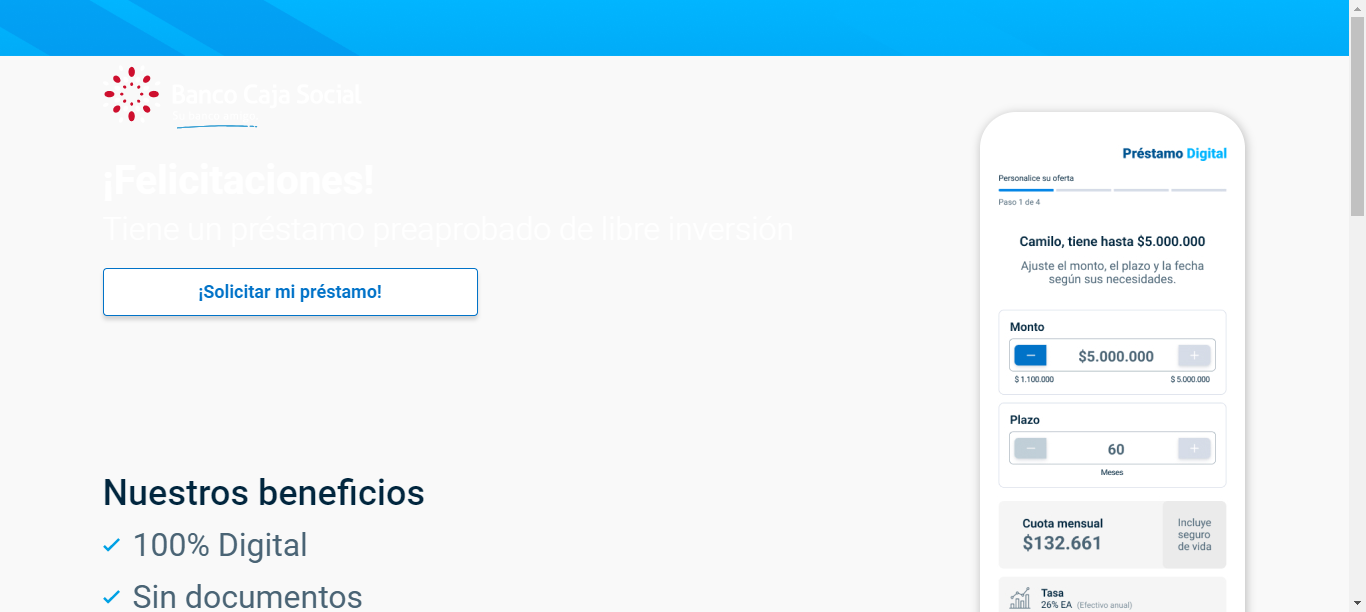 Banco Caja Social
¡Felicitaciones!
Tiene un préstamo preaprobado de libre inversión
¡Solicitar mi préstamo!
Nuestros beneficios
100% Digital
Sin documentos
Préstamo Digital
Personalice su oferta
Paso 1 de 4
Camilo, tiene hasta $5.000.000
Ajuste el monto, el plazo y la fecha
según sus necesidades.
Monto
− $5.000.000 +
$ 1.100.000 $ 5.000.000
Plazo
− 60 +
Meses
Cuota mensual
$132.661
Incluye
seguro
de vida
Tasa
26% EA (Efectivo anual)